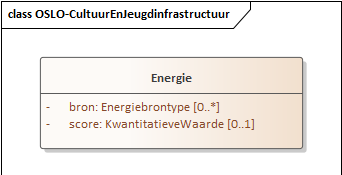 class OSLO-CultuurEnJeugdinfrastructuur
Energie
- bron: Energiebrontype [0..*]
- score: KwantitatieveWaarde [0..1]